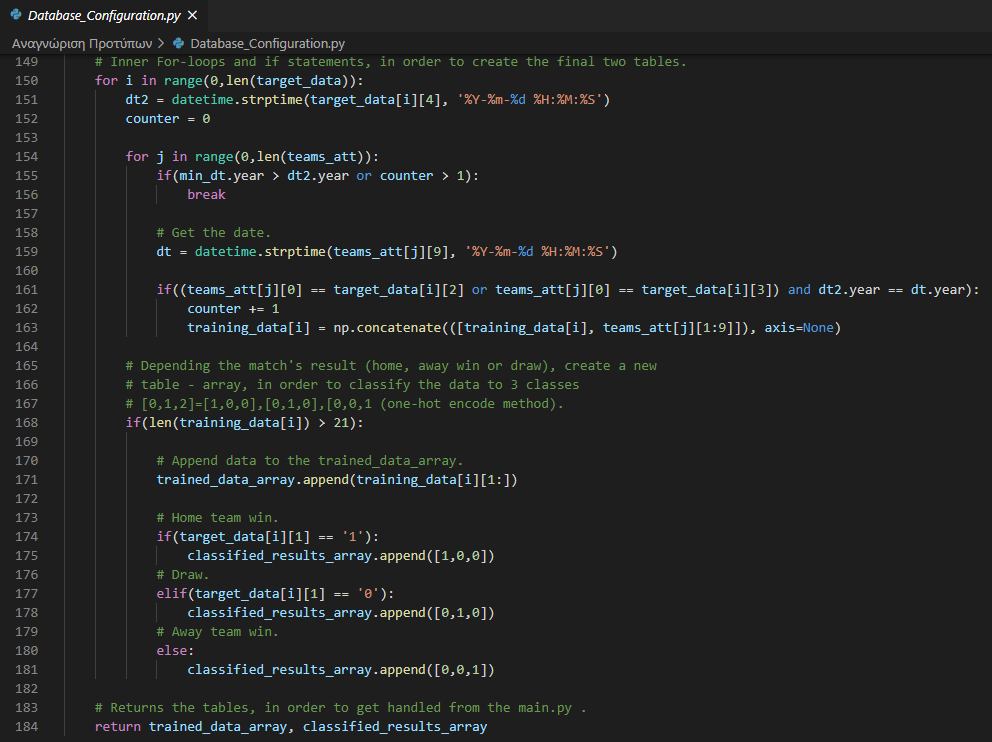 Database_Configuration.py ×
Αναγνώριση Προτύπων > Database_Configuration.py
149 # Inner For-loops and if statements, in order to create the final two tables.
150 for i in range(0,len(target_data)):
151 dt2 = datetime.strptime(target_data[i][4], '%Y-%m-%d %H:%M:%S')
152 counter = 0
153
154 for j in range(0,len(teams_att)):
155 if(min_dt.year > dt2.year or counter > 1):
156 break
157
158 # Get the date.
159 dt = datetime.strptime(teams_att[j][9], '%Y-%m-%d %H:%M:%S')
160
161 if((teams_att[j][0] == target_data[i][2] or teams_att[j][0] == target_data[i][3]) and dt2.year == dt.year):
162 counter += 1
163 training_data[i] = np.concatenate(([training_data[i], teams_att[j][1:9]]), axis=None)
164
165 # Depending the match's result (home, away win or draw), create a new
166 # table - array, in order to classify the data to 3 classes
167 # [0,1,2]=[1,0,0],[0,1,0],[0,0,1 (one-hot encode method).
168 if(len(training_data[i]) > 21):
169
170 # Append data to the trained_data_array.
171 trained_data_array.append(training_data[i][1:])
172
173 # Home team win.
174 if(target_data[i][1] == '1'):
175 classified_results_array.append([1,0,0])
176 # Draw.
177 elif(target_data[i][1] == '0'):
178 classified_results_array.append([0,1,0])
179 # Away team win.
180 else:
181 classified_results_array.append([0,0,1])
182
183 # Returns the tables, in order to get handled from the main.py .
184 return trained_data_array, classified_results_array